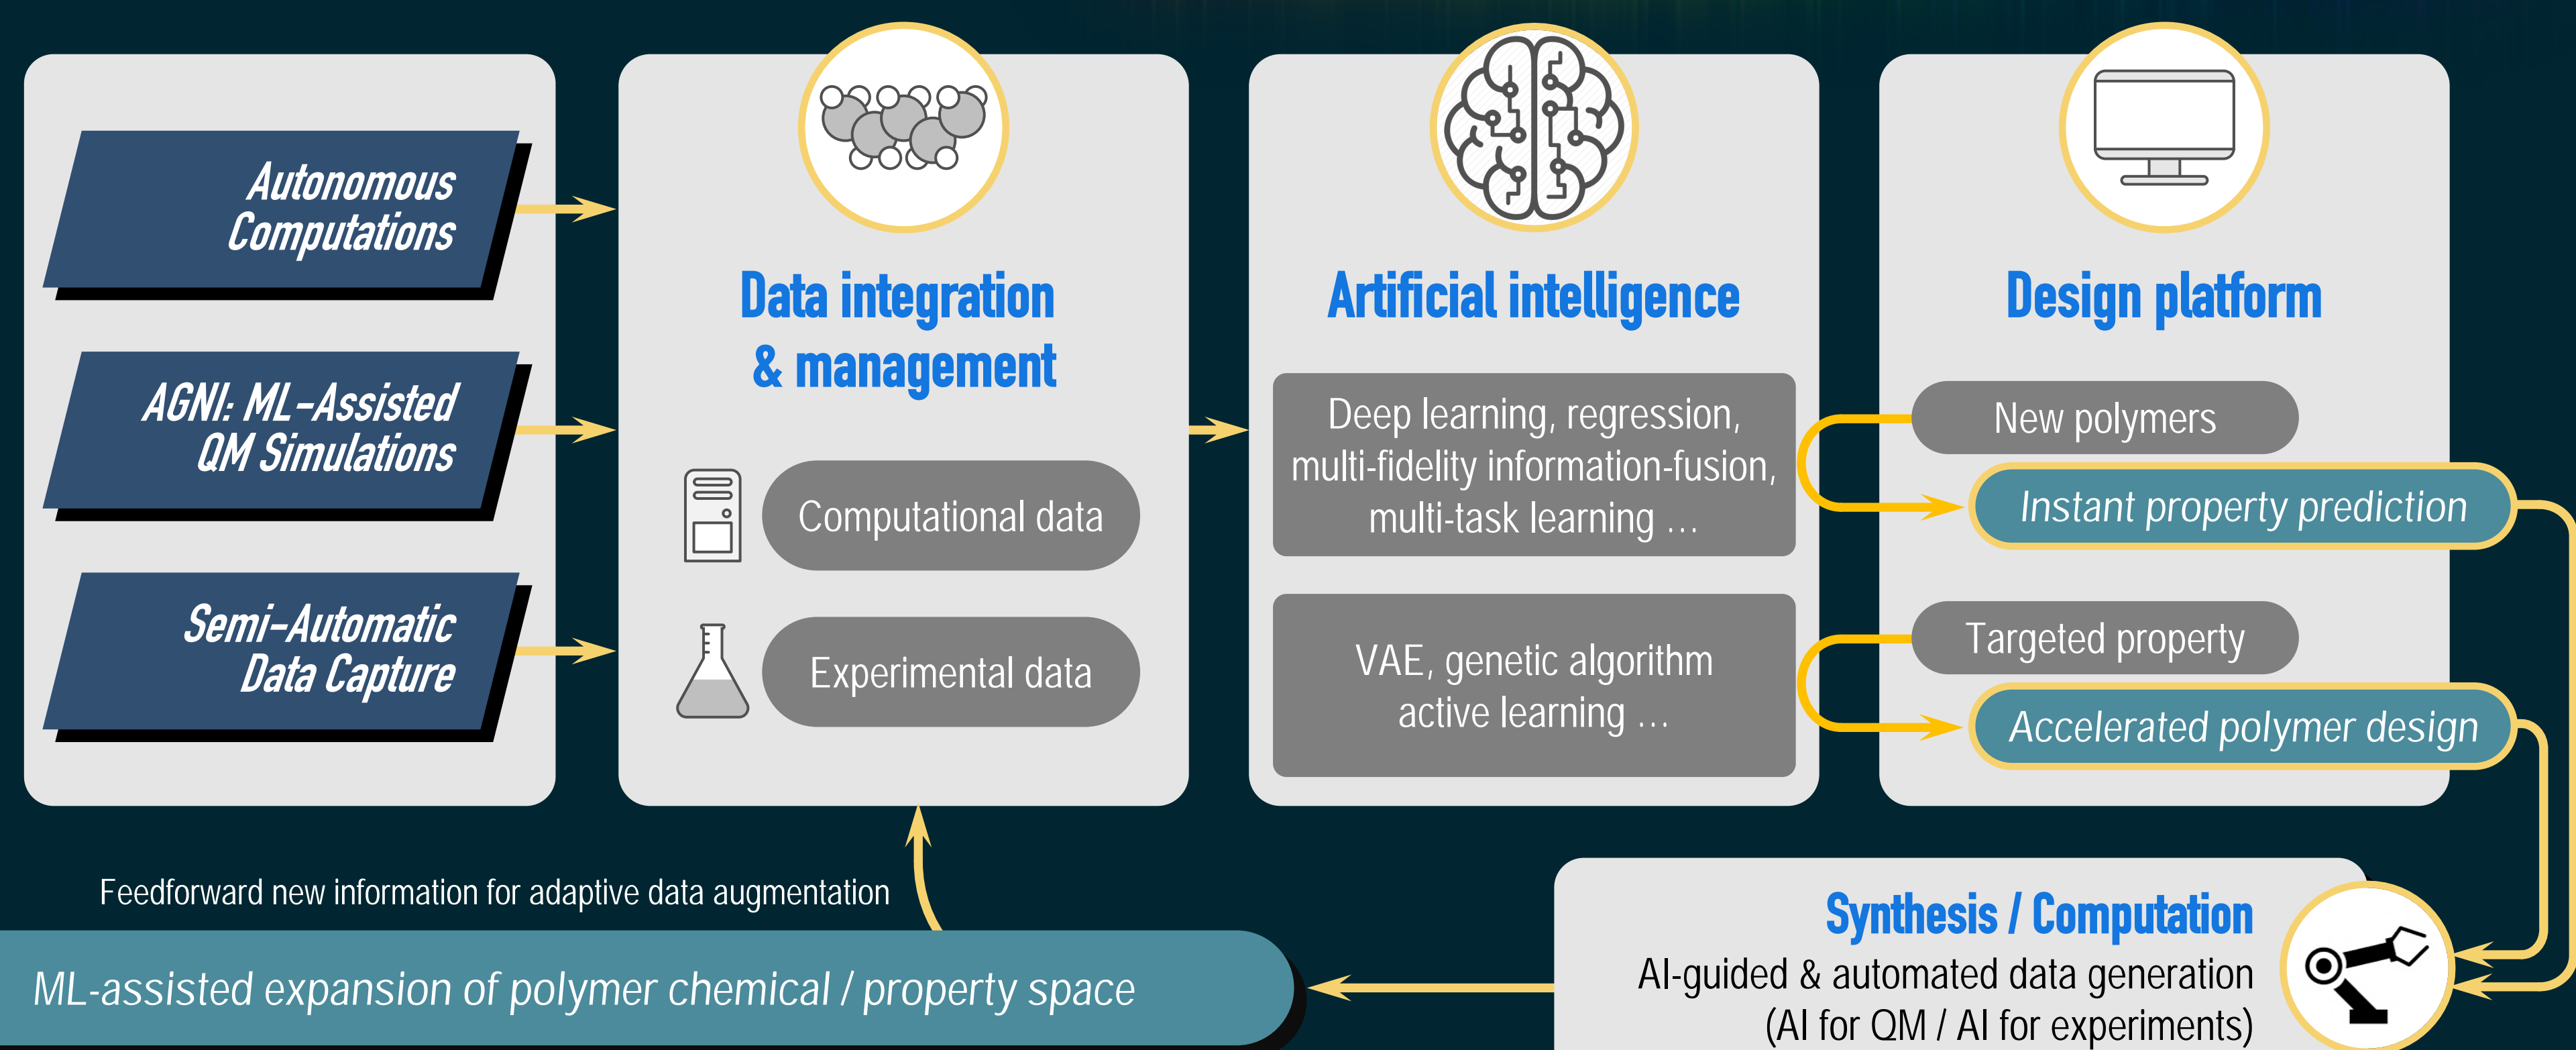 Autonomous
Computations
AGNI: ML-Assisted
QM Simulations
Semi-Automatic
Data Capture
Data integration
& management
Computational data
Experimental data
Artificial intelligence
Deep learning, regression,
multi-fidelity information-fusion,
multi-task learning ...
VAE, genetic algorithm
active learning ...
Design platform
New polymers
Instant property prediction
Targeted property
Accelerated polymer design
Feedforward new information for adaptive data augmentation
ML-assisted expansion of polymer chemical / property space
Synthesis / Computation
AI-guided & automated data generation
(AI for QM / AI for experiments)